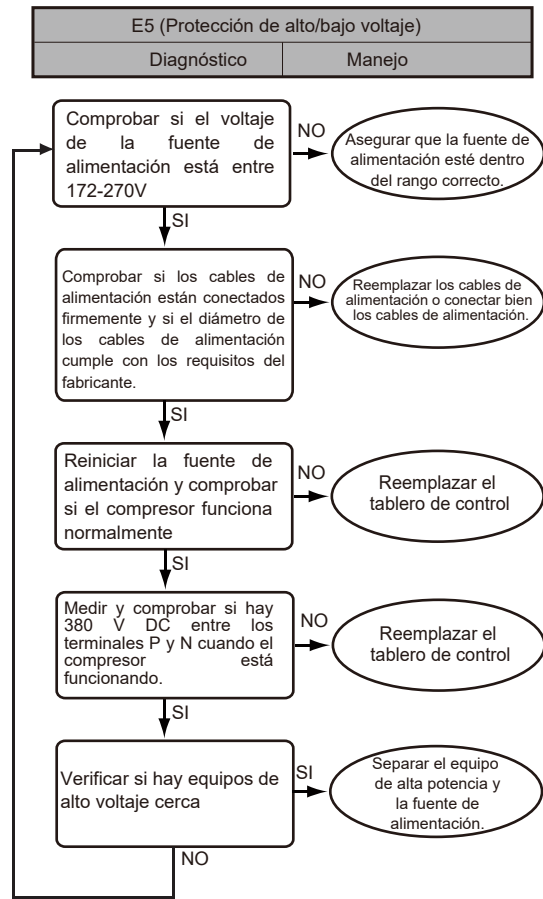 E5 (Protección de alto/bajo voltaje)
Diagnóstico Manejo
Comprobar si el voltaje
de la fuente de
alimentación está entre
172-270V
NO
Asegurar que la fuente de
alimentación esté dentro
del rango correcto.
SI
Comprobar si los cables de
alimentación están conectados
firmemente y si el diámetro de
los cables de alimentación
cumple con los requisitos del
fabricante.
NO
Reemplazar los cables de
alimentación o conectar bien
los cables de alimentación.
SI
Reiniciar la fuente de
alimentación y comprobar
si el compresor funciona
normalmente
NO
Reemplazar el
tablero de control
SI
Medir y comprobar si hay
380 V DC entre los
terminales P y N cuando el
compresor está
funcionando.
NO
Reemplazar el
tablero de control
SI
Verificar si hay equipos de
alto voltaje cerca
SI
Separar el equipo
de alta potencia y
la fuente de
alimentación.
NO